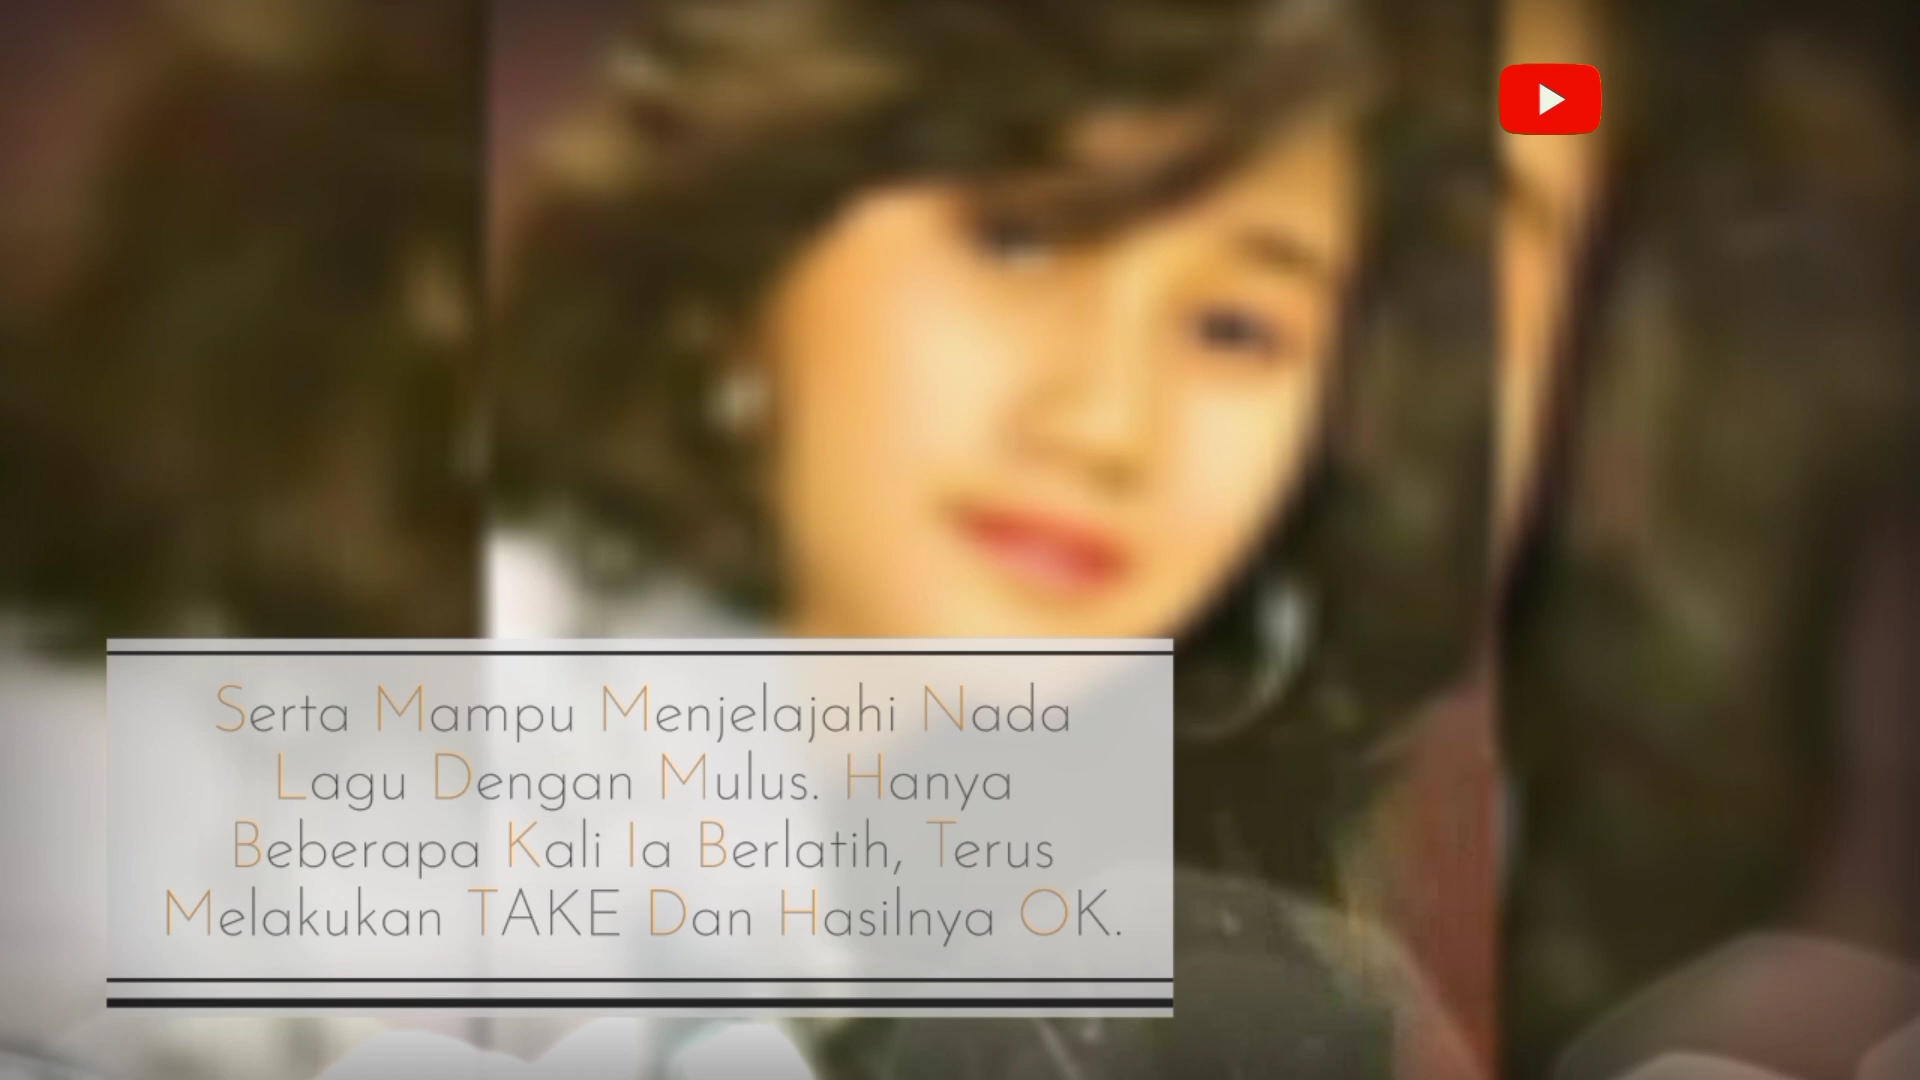 Serta Mampu Menjelajahi Nada
Lagu Dengan Mulus. Hanya
Beberapa Kali Ia Berlatih, Terus
Melakukan TAKE Dan Hasilnya OK.